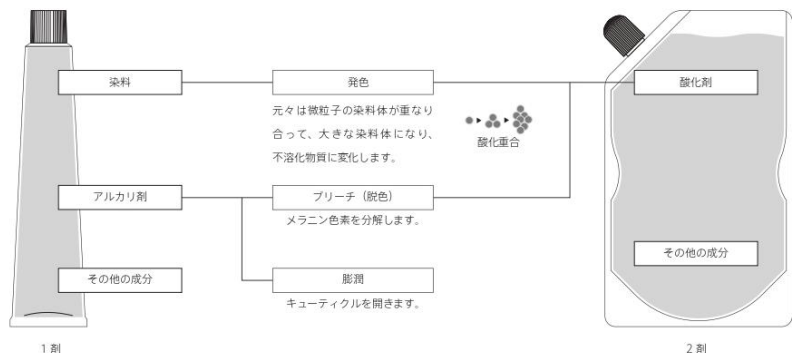 染料
発色
酸化剤
元々は微粒子の染料体が重なり
合って、大きな染料体になり、
不溶化物質に変化します。
酸化重合
アルカリ剤
ブリーチ（脱色）
メラニン色素を分解します。
その他の成分
膨潤
キューティクルを開きます。
その他の成分
1剤
2剤